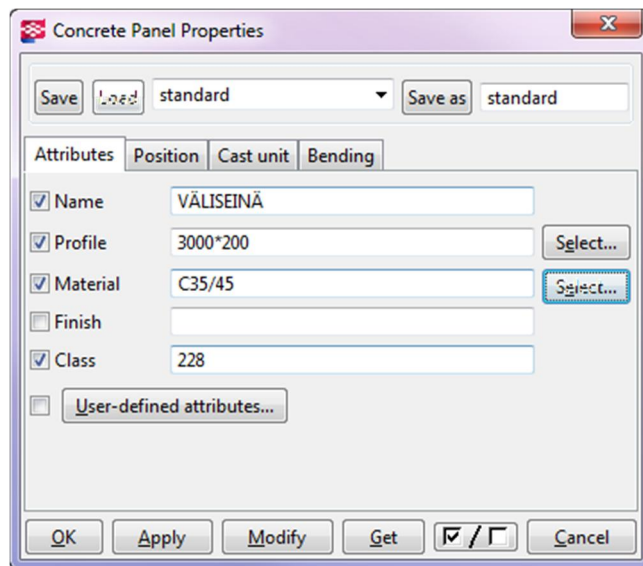 Concrete Panel Properties
Save Load standard Save as standard
Attributes Position Cast unit Bending
Name VÄLISEINÄ
Profile 3000*200 Select...
Material C35/45 Select...
Finish
Class 228
User-defined attributes...
OK Apply Modify Get / Cancel